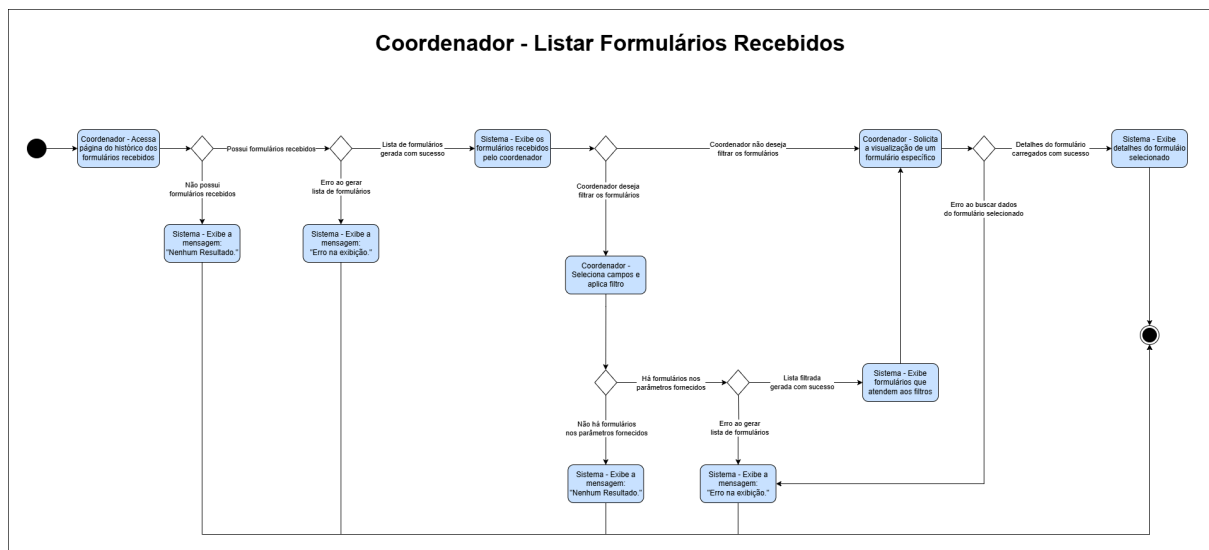 Coordenador - Listar Formulários Recebidos
Coordenador - Acessa
página do histórico dos
formulários recebidos
Possui formulários recebidos
Lista de formulários
gerada com sucesso
Sistema - Exibe os
formulários recebidos
pelo coordenador
Coordenador não deseja
filtrar os formulários
Coordenador - Solicita
a visualização de um
formulário específico
Detalhes do formulário
carregados com sucesso
Sistema - Exibe
detalhes do formuláio
selecionado
Não possui
formulários recebidos
Erro ao gerar
lista de formulários
Coordenador deseja
filtrar os formulários
Erro ao buscar dados
do formulário selecionado
Sistema - Exibe a
mensagem:
"Nenhum Resultado."
Sistema - Exibe a
mensagem:
"Erro na exibição."
Coordenador -
Seleciona campos e
aplica filtro
Há formulários nos
parâmetros fornecidos
Lista filtrada
gerada com sucesso
Sistema - Exibe
formulários que
atendem aos filtros
Não há formulários
nos parâmetros fornecidos
Erro ao gerar
lista de formulários
Sistema - Exibe a
mensagem:
"Nenhum Resultado."
Sistema - Exibe a
mensagem:
"Erro na exibição."